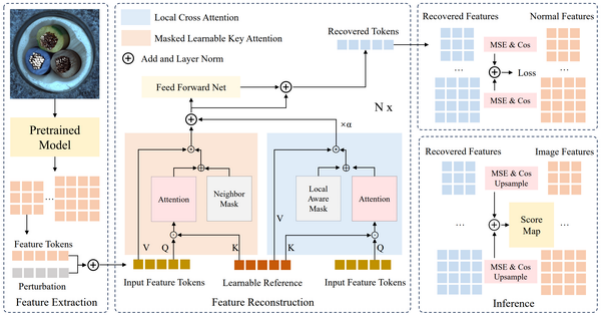 Pretrained
Model
Feature Tokens
Perturbation
Feature Extraction
Local Cross Attention
Masked Learnable Key Attention
Add and Layer Norm
Recovered Tokens
Feed Forward Net
N x
×α
Attention
Neighbor
Mask
Local
Aware
Mask
Attention
V
Q
K
V
K
Q
Input Feature Tokens
Learnable Reference
Input Feature Tokens
Feature Reconstruction
Recovered Features
Normal Features
MSE & Cos
...
...
Loss
MSE & Cos
Recovered Features
Image Features
MSE & Cos
Upsample
...
Score
Map
...
MSE & Cos
Upsample
Inference